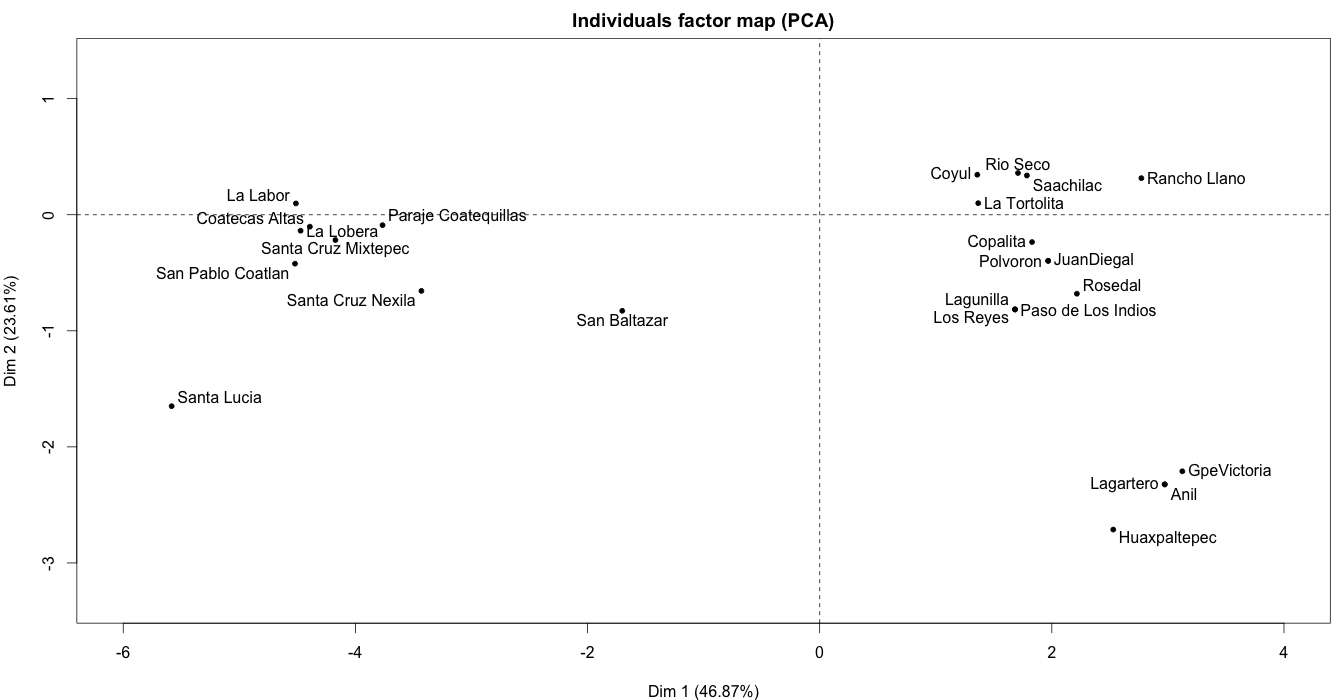 Individuals factor map (PCA)
1
0
-1
-2
-3
Dim 2 (23.61%)
Rio Seco
Coyul
Rancho Llano
Saachilac
La Labor
La Tortolita
Paraje Coatequillas
Coatecas Altas
La Lobera
Copalita
Santa Cruz Mixtepec
JuanDiegal
Polvoron
San Pablo Coatlan
Rosedal
Lagunilla
Santa Cruz Nexila
Paso de Los Indios
Los Reyes
San Baltazar
Santa Lucia
GpeVictoria
Lagartero
Anil
Huaxpaltepec
-6 -4 -2 0 2 4
Dim 1 (46.87%)